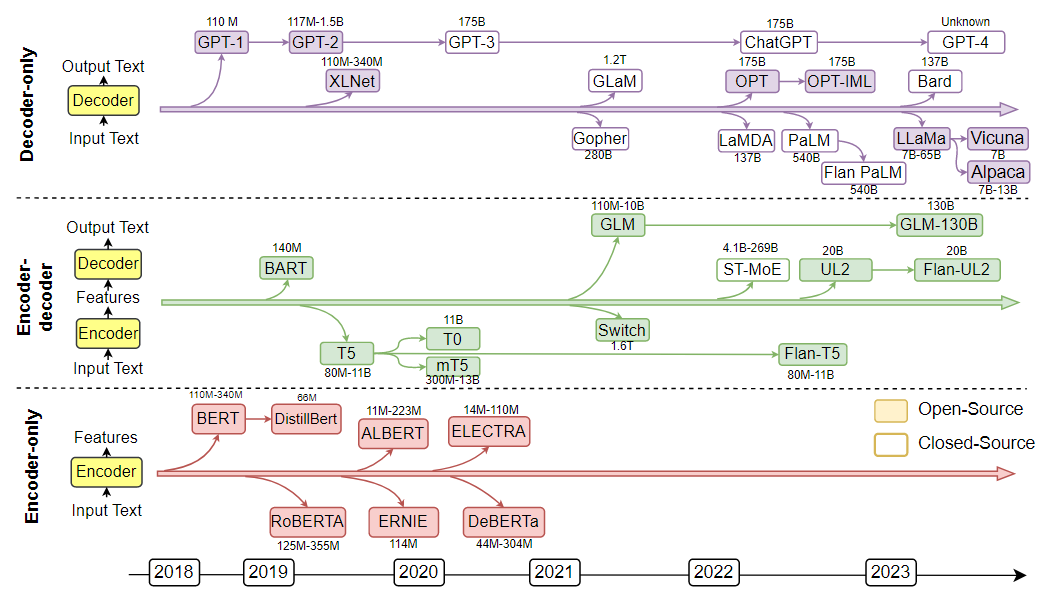 Decoder-only
Output Text
Decoder
Input Text
110 M
GPT-1
117M-1.5B
GPT-2
110M-340M
XLNet
175B
GPT-3
1.2T
GLaM
Gopher
280B
175B
ChatGPT
175B
OPT
175B
OPT-IML
Unknown
GPT-4
137B
Bard
LaMDA
137B
PaLM
540B
Flan PaLM
540B
LLaMa
7B-65B
Vicuna
7B
Alpaca
7B-13B
Encoder-
decoder
Output Text
Decoder
Features
Encoder
Input Text
140M
BART
110M-10B
GLM
130B
GLM-130B
4.1B-269B
ST-MoE
20B
UL2
20B
Flan-UL2
Switch
1.6T
T5
80M-11B
11B
T0
mT5
300M-13B
Flan-T5
80M-11B
Encoder-only
Features
Encoder
Input Text
110M-340M
BERT
66M
DistillBert
11M-223M
ALBERT
14M-110M
ELECTRA
RoBERTA
125M-355M
ERNIE
114M
DeBERTa
44M-304M
Open-Source
Closed-Source
2018
2019
2020
2021
2022
2023